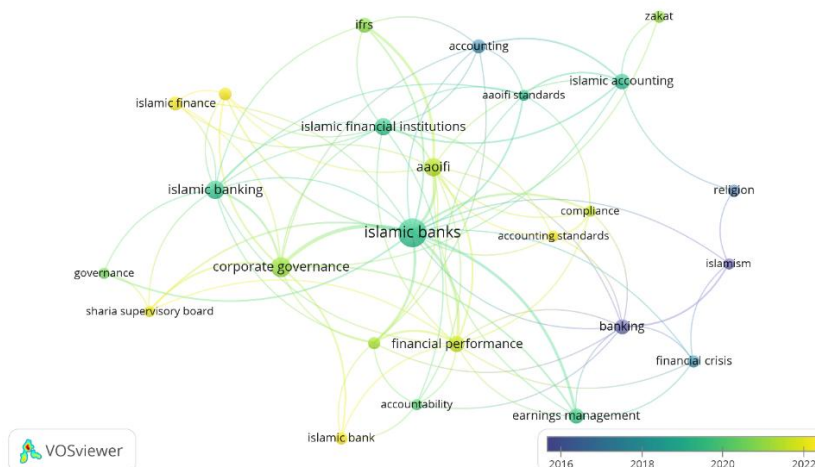 ifrs
zakat
accounting
islamic accounting
aaoifi standards
islamic finance
islamic financial institutions
aaoifi
islamic banking
religion
compliance
islamic banks
accounting standards
islamism
corporate governance
governance
sharia supervisory board
banking
financial performance
financial crisis
accountability
earnings management
islamic bank
VOSviewer
2016 2018 2020 2022